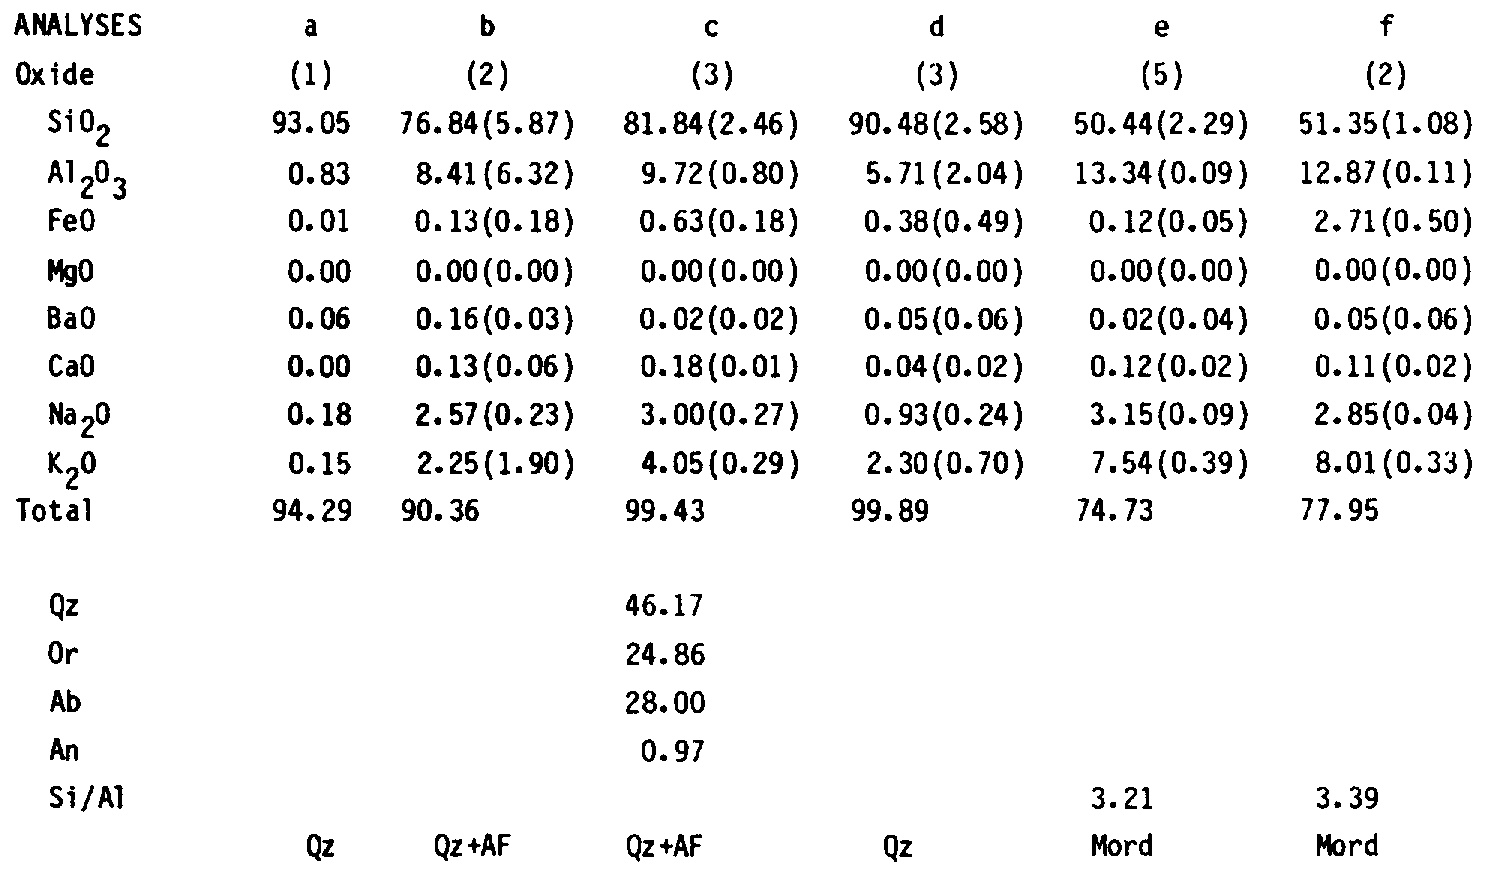 ANALYSES a b c d e f
Oxide (1) (2) (3) (3) (5) (2)
SiO2 93.05 76.84(5.87) 81.84(2.46) 90.48(2.58) 50.44(2.29) 51.35(1.08)
Al2O3 0.83 8.41(6.32) 9.72(0.80) 5.71(2.04) 13.34(0.09) 12.87(0.11)
FeO 0.01 0.13(0.18) 0.63(0.18) 0.38(0.49) 0.12(0.05) 2.71(0.50)
MgO 0.00 0.00(0.00) 0.00(0.00) 0.00(0.00) 0.00(0.00) 0.00(0.00)
BaO 0.06 0.16(0.03) 0.02(0.02) 0.05(0.06) 0.02(0.04) 0.05(0.06)
CaO 0.00 0.13(0.06) 0.18(0.01) 0.04(0.02) 0.12(0.02) 0.11(0.02)
Na2O 0.18 2.57(0.23) 3.00(0.27) 0.93(0.24) 3.15(0.09) 2.85(0.04)
K2O 0.15 2.25(1.90) 4.05(0.29) 2.30(0.70) 7.54(0.39) 8.01(0.33)
Total 94.29 90.36 99.43 99.89 74.73 77.95
Qz 46.17
Or 24.86
Ab 28.00
An 0.97
Si/Al 3.21 3.39
Qz Qz+AF Qz+AF Qz Mord Mord